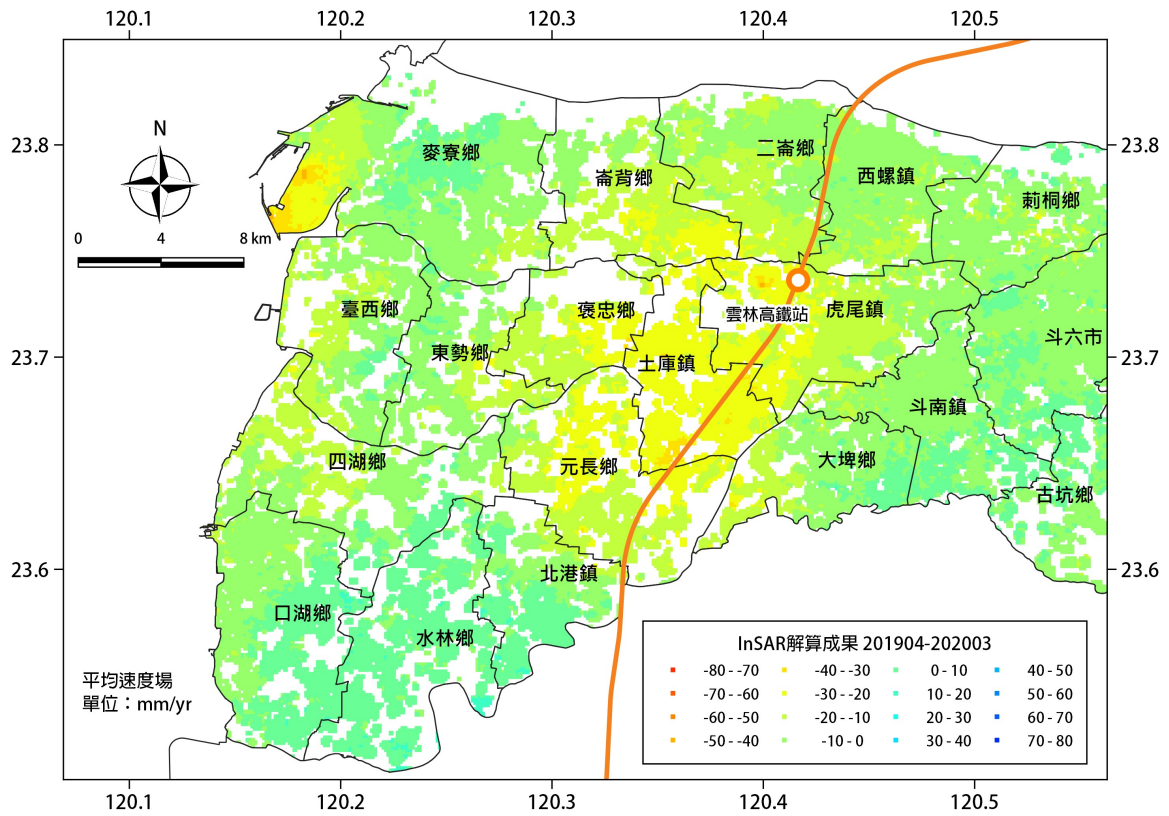 120.1 120.2 120.3 120.4 120.5
23.8 23.8
23.7 23.7
23.6 23.6
N
0 4 8 km
麥寮鄉
崙背鄉
二崙鄉
西螺鎮
莿桐鄉
臺西鄉
東勢鄉
褒忠鄉
土庫鎮
雲林高鐵站
虎尾鎮
斗六市
斗南鎮
四湖鄉
元長鄉
大埤鄉
古坑鄉
北港鎮
口湖鄉
水林鄉
平均速度場
單位：mm/yr
InSAR解算成果 201904-202003
-80 - -70 -40 - -30 0 - 10 40 - 50
-70 - -60 -30 - -20 10 - 20 50 - 60
-60 - -50 -20 - -10 20 - 30 60 - 70
-50 - -40 -10 - 0 30 - 40 70 - 80
120.1 120.2 120.3 120.4 120.5